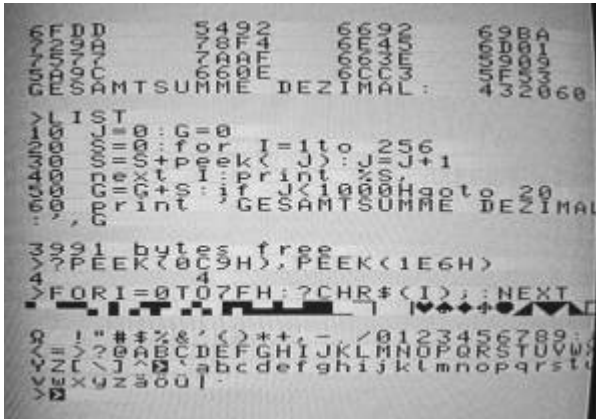 6FDD 5492 6692 69BA
729A 78F4 6E45 6D01
7577 7AAF 663E 5909
5A9C 660E 6CC3 5F53
GESAMTSUMME DEZIMAL: 432060
>LIST
10 J=0:G=0
20 S=0:for I=1to 256
30 S=S+peek( J):J=J+1
40 next I:print %S,
50 G=G+S:if J<1000Hgoto 20
60 print 'GESAMTSUMME DEZIMAL
:',G
3991 bytes free
>?PEEK(0C9H),PEEK(1E6H)
4 4
>FORI=0TO7FH:?CHR$(I);:NEXT
Ω !"#$%&'()*+,-./0123456789:;
<=>?@ABCDEFGHIJKLMNOPQRSTUVWX
YZ[\]^ `abcdefghijklmnopqrstu
vwxyzäöü|
>